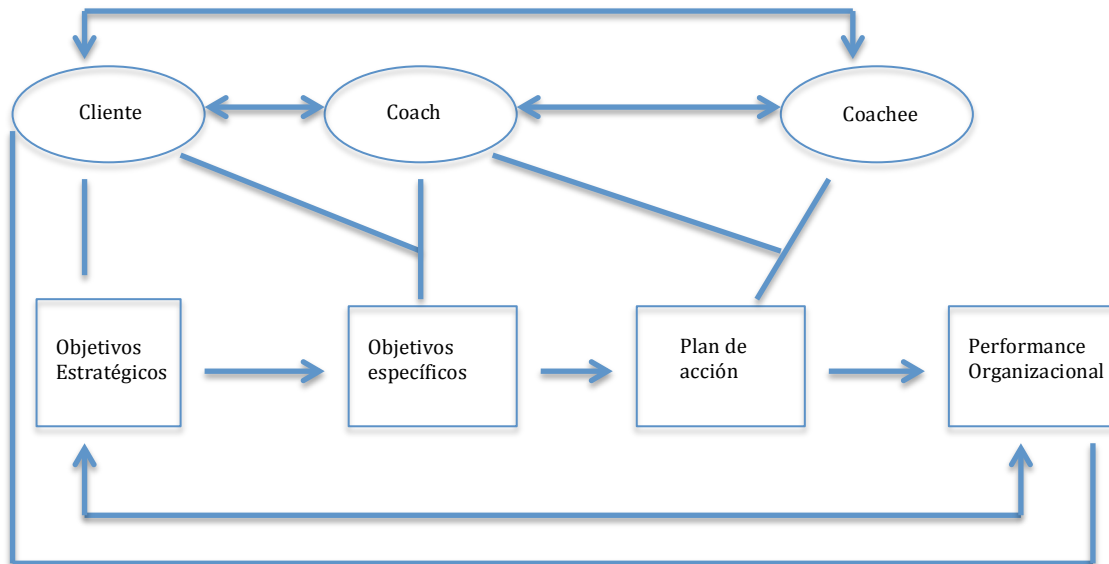 Cliente
Coach
Coachee
Objetivos
Estratégicos
Objetivos
específicos
Plan de
acción
Performance
Organizacional